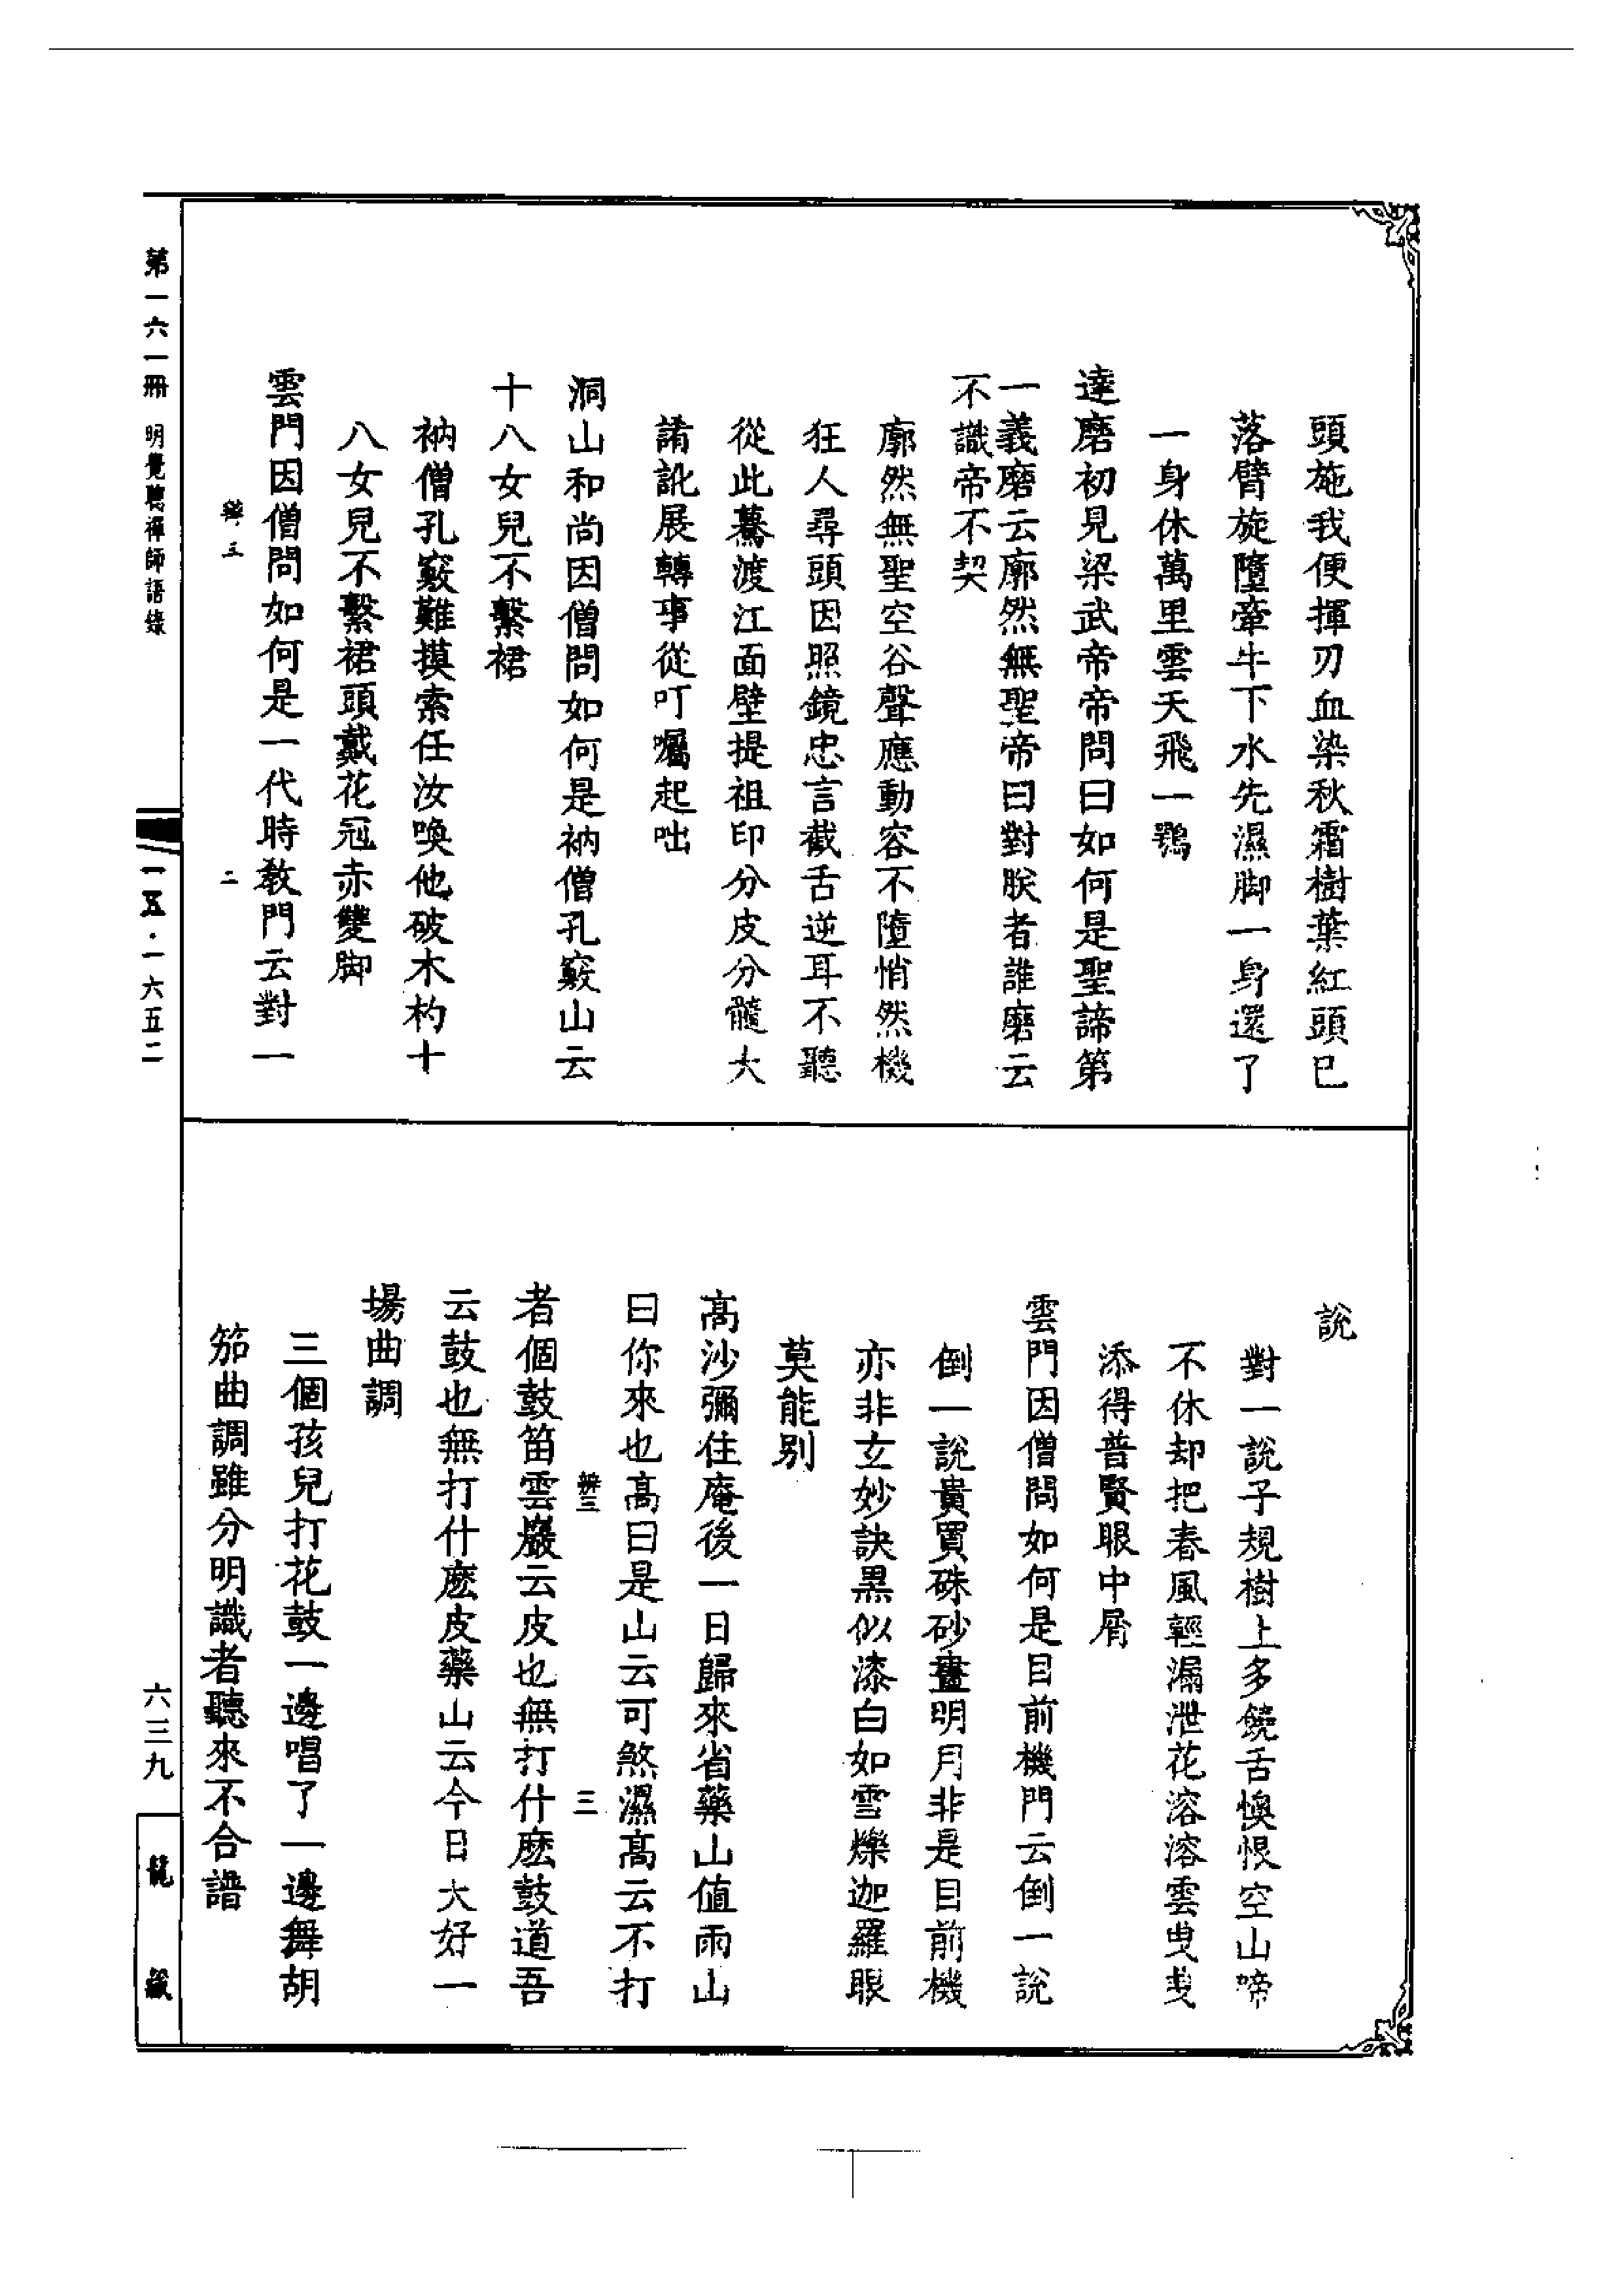 頭施我便揮刃血染秋霜樹葉紅頭已
落臂旋墮牽牛下水先濕脚一身還了
一身休萬里雲天飛一鶚
達磨初見梁武帝帝問曰如何是聖諦第
一義磨云廓然無聖帝曰對朕者誰磨云
不識帝不契
廓然無聖空谷聲應動容不墮悄然機
狂人尋頭因照鏡忠言截舌逆耳不聽
從此驀渡江面壁提祖印分皮分髓大
誵訛展轉事從叮囑起咄
洞山和尚因僧問如何是衲僧孔竅山云
十八女兒不繫裙
衲僧孔竅難摸索任汝喚他破木杓十
八女兒不繫裙頭戴花冠赤雙脚
雲門因僧問如何是一代時教門云對一
二
說
對一說子規樹上多饒舌懊恨空山啼
不休却把春風輕漏泄花溶溶雲曳曳
添得普賢眼中屑
雲門因僧問如何是目前機門云倒一說
倒一說貴買硃砂畫明月非是目前機
亦非玄妙訣黑似漆白如雪爍迦羅眼
莫能别
高沙彌住庵後一日歸來省藥山值雨山
曰你來也高曰是山云可煞濕高云不打
辨三 三
者個鼓笛雲巖云皮也無打什麽鼓道吾
云鼓也無打什麽皮藥山云今日大好一
場曲調
三個孩兒打花鼓一邊唱了一邊舞胡
笳曲調雖分明識者聽來不合譜
第一六一冊 明覺聰禪師語錄
一五·一六五二
六三九
龍藏